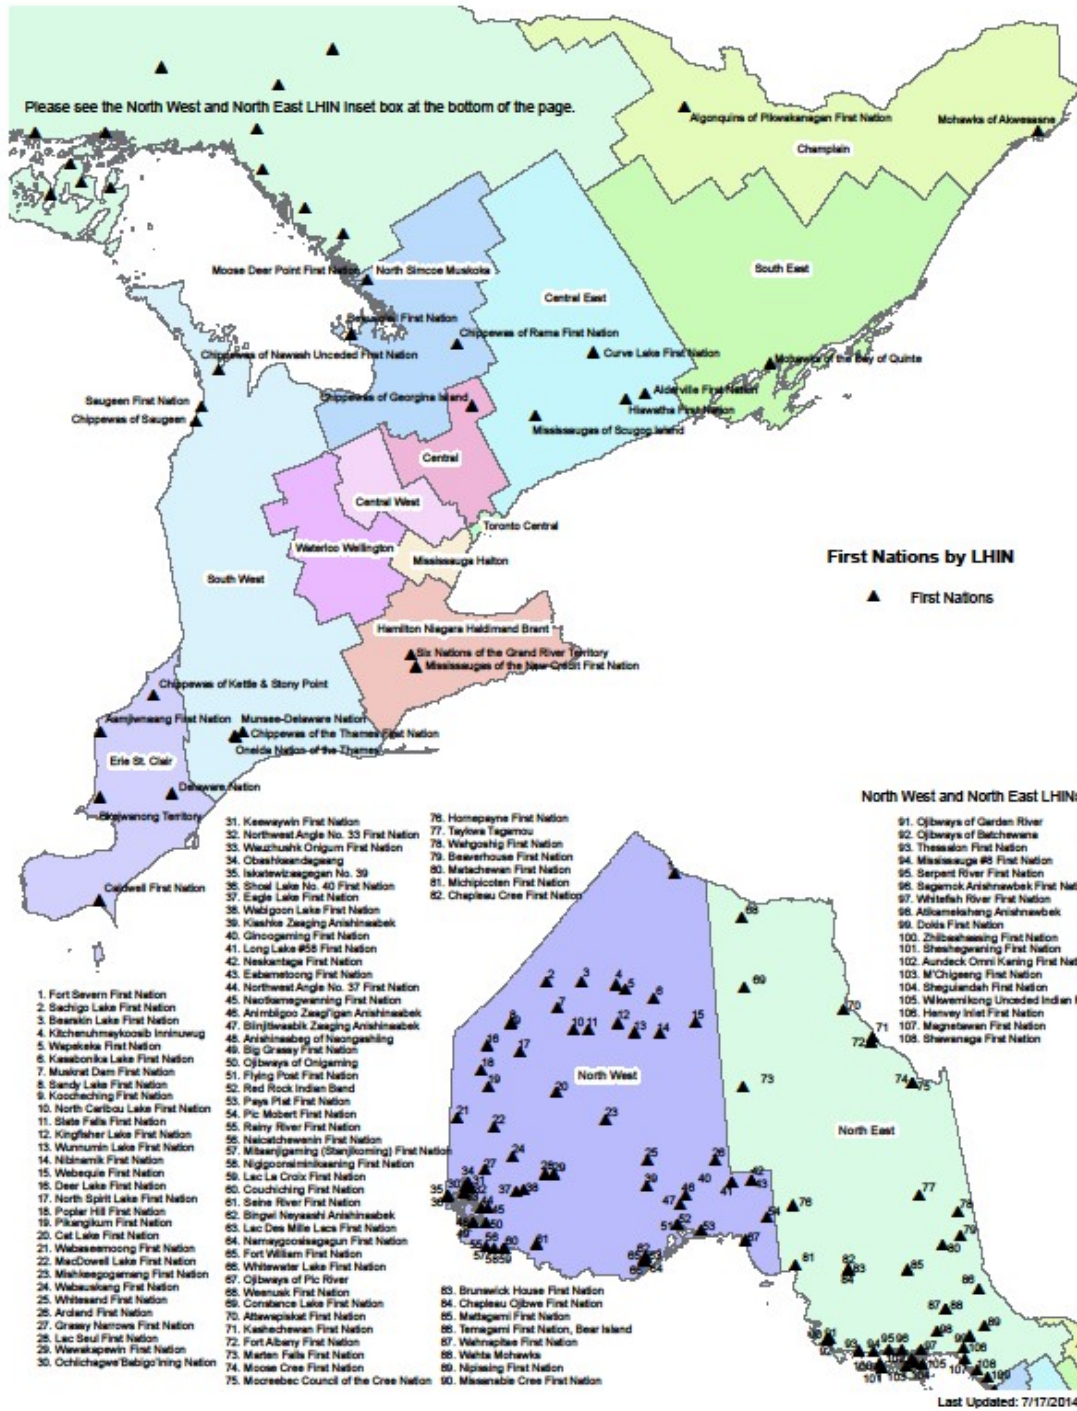 Please see the North West and North East LHIN Inset box at the bottom of the page.
Algonquins of Pikwakanagan First Nation
Mohawks of Akwesasne
Champlain
Moose Deer Point First Nation
North Simcoe Muskoka
South East
Central East
First Nation
Chippewas of Rama First Nation
Chippewas of Nawash Unceded First Nation
Curve Lake First Nation
Mohawks of the Bay of Quinte
Saugeen First Nation
Chippewas of Georgina Island
Alderville First Nation
Hiawatha First Nation
Chippewas of Saugeen
Mississaugas of Scugog Island
Central
Central West
Toronto Central
Waterloo Wellington
Mississauga Halton
South West
First Nations by LHIN
First Nations
Hamilton Niagara Haldimand Brant
Six Nations of the Grand River Territory
Mississaugas of the New Credit First Nation
Chippewas of Kettle & Stony Point
Aamjiwnaang First Nation
Munsee-Delaware Nation
Chippewas of the Thames First Nation
Oneida Nation of the Thames
Erie St. Clair
Delaware Nation
Territory
Caldwell First Nation
North West and North East LHINs
1. Fort Severn First Nation
2. Sachigo Lake First Nation
3. Bearskin Lake First Nation
4. Kitchenuhmaykoosib Inninuwug
5. Wapekeka First Nation
6. Kasabonika Lake First Nation
7. Muskrat Dam First Nation
8. Sandy Lake First Nation
9. Koocheching First Nation
10. North Caribou Lake First Nation
11. Slate Falls First Nation
12. Kingfisher Lake First Nation
13. Wunnumin Lake First Nation
14. Nibinamik First Nation
15. Webequie First Nation
16. Deer Lake First Nation
17. North Spirit Lake First Nation
18. Poplar Hill First Nation
19. Pikangikum First Nation
20. Cat Lake First Nation
21. Wabaseemoong First Nation
22. MacDowell Lake First Nation
23. Mishkeegogamang First Nation
24. Wabauskang First Nation
25. Whitesand First Nation
26. Aroland First Nation
27. Grassy Narrows First Nation
28. Lac Seul First Nation
29. Wawakapewin First Nation
30. Ochiichagwe'Babigo'ining Nation
31. Keewaywin First Nation
32. Northwest Angle No. 33 First Nation
33. Wauzhushk Onigum First Nation
34. Obashkaandagaang
35. Iskatewizaagegan No. 39
36. Shoal Lake No. 40 First Nation
37. Eagle Lake First Nation
38. Wabigoon Lake First Nation
39. Kiashke Zaaging Anishinaabek
40. Ginoogaming First Nation
41. Long Lake #58 First Nation
42. Neskantaga First Nation
43. Eabametoong First Nation
44. Northwest Angle No. 37 First Nation
45. Naotkamegwanning First Nation
46. Animbiigoo Zaagi'igan Anishinaabek
47. Biinjitiwaabik Zaaging Anishinaabek
48. Anishinaabeg of Naongashiing
49. Big Grassy First Nation
50. Ojibways of Onigaming
51. Flying Post First Nation
52. Red Rock Indian Band
53. Pays Plat First Nation
54. Pic Mobert First Nation
55. Rainy River First Nation
56. Naicatchewenin First Nation
57. Mitaanjigaming (Stanjikoming) First Nation
58. Nigigoonsiminikaaning First Nation
59. Lac La Croix First Nation
60. Couchiching First Nation
61. Seine River First Nation
62. Bingwi Neyaashi Anishinaabek
63. Lac Des Mille Lacs First Nation
64. Namaygoosisagagun First Nation
65. Fort William First Nation
66. Whitewater Lake First Nation
67. Ojibways of Pic River
68. Weenusk First Nation
69. Constance Lake First Nation
70. Attawapiskat First Nation
71. Kashechewan First Nation
72. Fort Albany First Nation
73. Marten Falls First Nation
74. Moose Cree First Nation
75. Mocreebec Council of the Cree Nation
76. Hornepayne First Nation
77. Taykwa Tagamou
78. Wahgoshig First Nation
79. Beaverhouse First Nation
80. Matachewan First Nation
81. Michipicoten First Nation
82. Chapleau Cree First Nation
83. Brunswick House First Nation
84. Chapleau Ojibwe First Nation
85. Mattagami First Nation
86. Temagami First Nation, Bear Island
87. Wahnapitae First Nation
88. Wahta Mohawks
89. Nipissing First Nation
90. Missanabie Cree First Nation
91. Ojibways of Garden River
92. Ojibways of Batchewana
93. Thessalon First Nation
94. Mississauga #8 First Nation
95. Serpent River First Nation
96. Sagamok Anishnawbek First Nat
97. Whitefish River First Nation
98. Atikameksheng Anishnawbek
99. Dokis First Nation
100. Zhiibaahaasing First Nation
101. Sheshegwaning First Nation
102. Aundeck Omni Kaning First Nat
103. M'Chigeeng First Nation
104. Sheguiandah First Nation
105. Wikwemikong Unceded Indian
106. Henvey Inlet First Nation
107. Magnetawan First Nation
108. Shawanaga First Nation
North West
North East
Last Updated: 7/17/2014